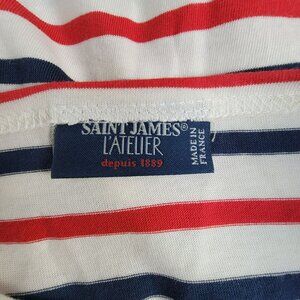 SAINT JAMES®
L'ATELIER
depuis 1889
MADE IN
FRANCE